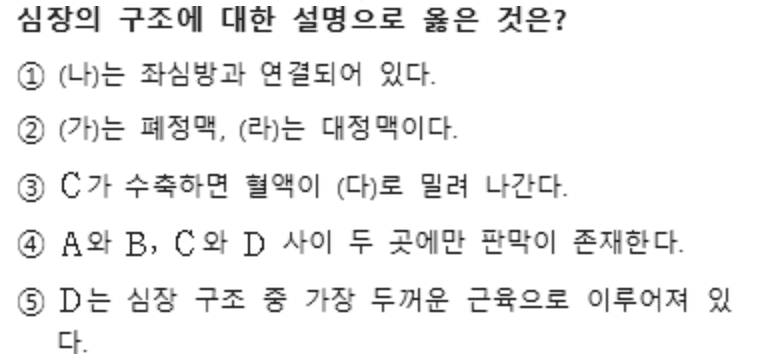 심장의 구조에 대한 설명으로 옳은 것은?
① (나)는 좌심방과 연결되어 있다.
② (가)는 폐정맥, (라)는 대정맥이다.
③ C가 수축하면 혈액이 (다)로 밀려 나간다.
④ A와 B, C와 D 사이 두 곳에만 판막이 존재한다.
⑤ D는 심장 구조 중 가장 두꺼운 근육으로 이루어져 있
다.